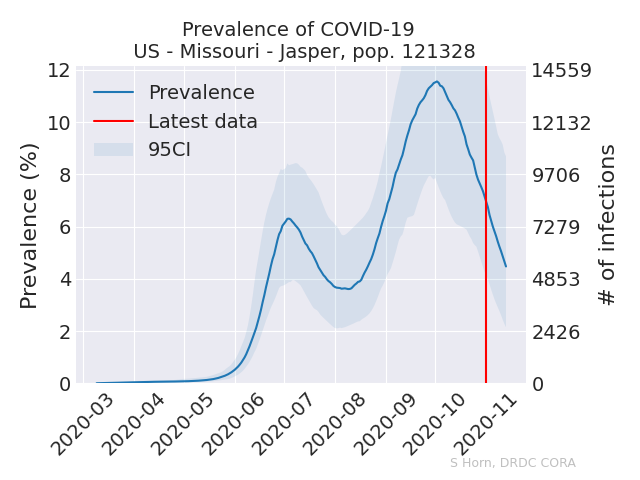 Prevalence of COVID-19
US - Missouri - Jasper, pop. 121328
Prevalence
Latest data
95CI
Prevalence (%)
12
10
8
6
4
2
0
14559
12132
9706
7279
4853
2426
0
# of infections
2020-03
2020-04
2020-05
2020-06
2020-07
2020-08
2020-09
2020-10
2020-11
S Horn, DRDC CORA